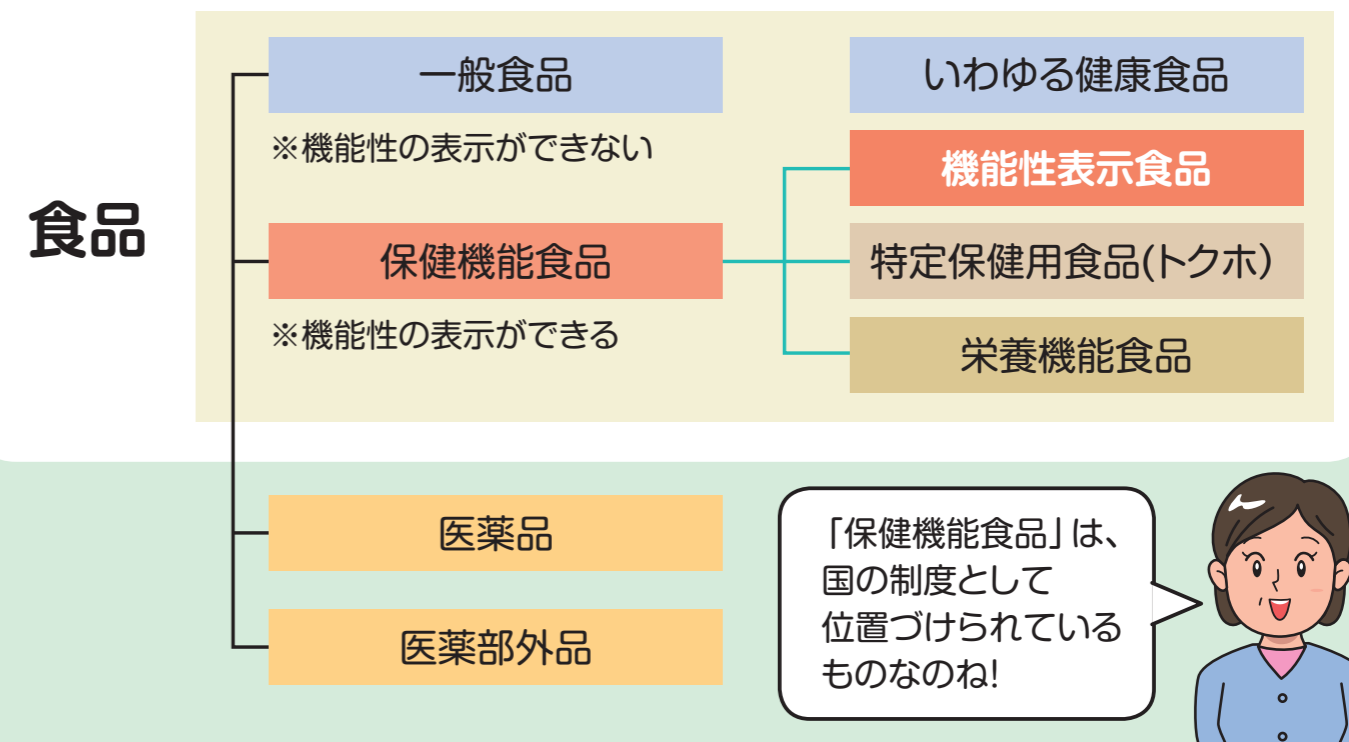 食品
一般食品
※機能性の表示ができない
保健機能食品
※機能性の表示ができる
いわゆる健康食品
機能性表示食品
特定保健用食品(トクホ)
栄養機能食品
医薬品
医薬部外品
「保健機能食品」は、
国の制度として
位置づけられている
ものなのね!